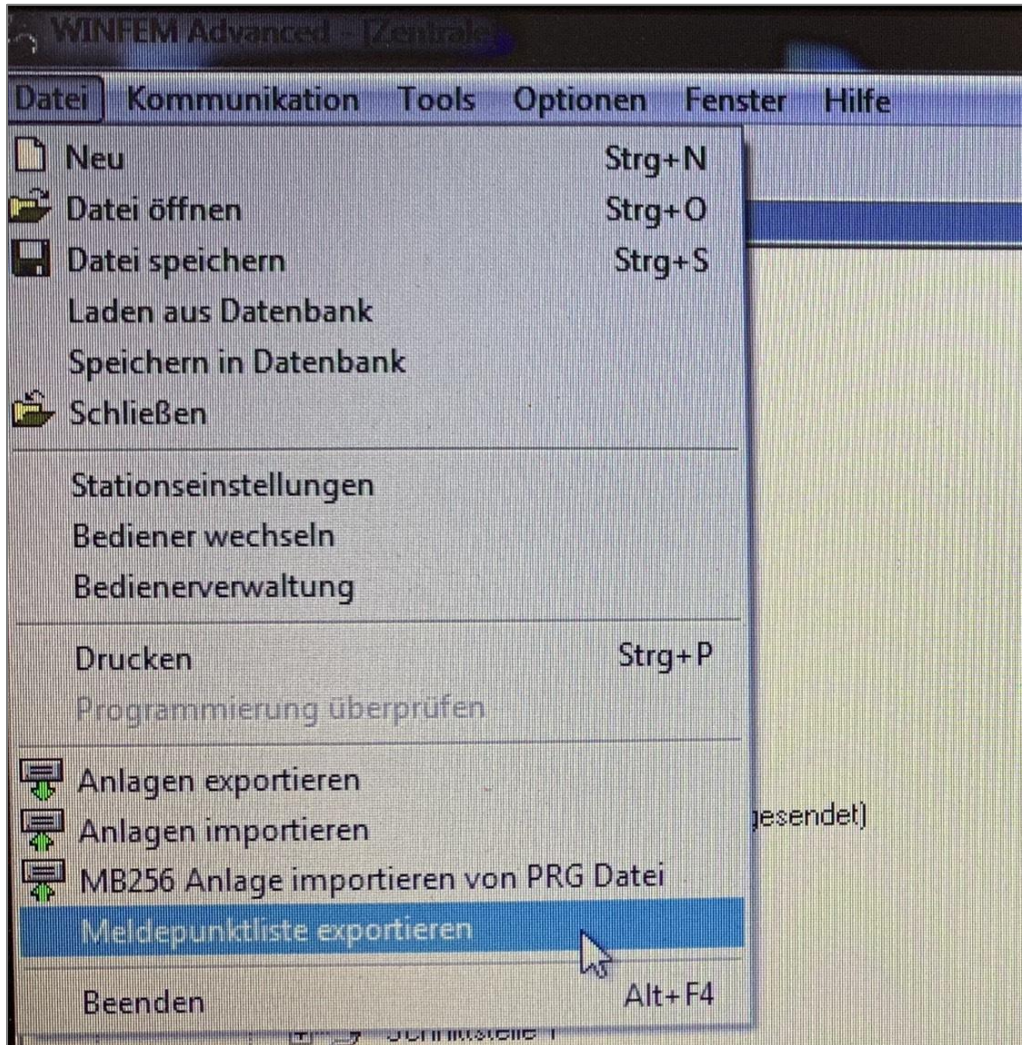 WINFEM Advanced - [Zentrale]
Datei Kommunikation Tools Optionen Fenster Hilfe
Neu Strg+N
Datei öffnen Strg+O
Datei speichern Strg+S
Laden aus Datenbank
Speichern in Datenbank
Schließen
Stationseinstellungen
Bediener wechseln
Bedienerverwaltung
Drucken Strg+P
Programmierung überprüfen
Anlagen exportieren
Anlagen importieren
gesendet)
MB256 Anlage importieren von PRG Datei
Meldepunktliste exportieren
Beenden Alt+F4